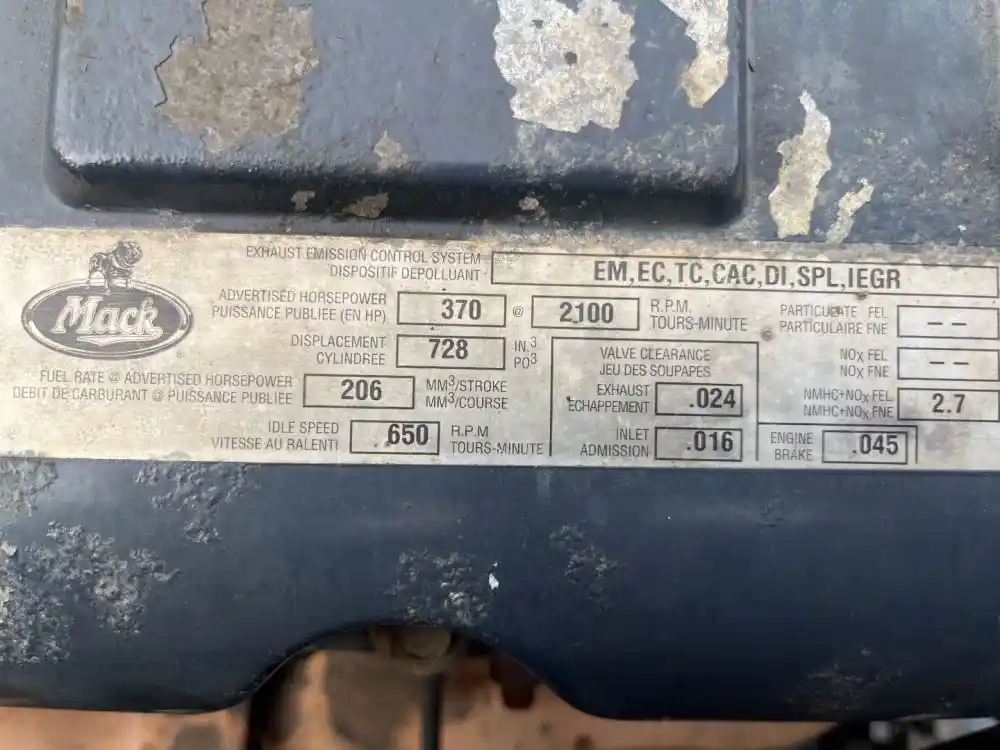 Mack
®
EXHAUST EMISSION CONTROL SYSTEM
DISPOSITIF DEPOLLUANT
EM,EC,TC,CAC,DI,SPL,IEGR
ADVERTISED HORSEPOWER
PUISSANCE PUBLIEE (EN HP)
370 @ 2100
R.P.M.
TOURS-MINUTE
DISPLACEMENT
CYLINDREE
728
IN.³
PO³
FUEL RATE @ ADVERTISED HORSEPOWER
DEBIT DE CARBURANT @ PUISSANCE PUBLIEE
206
MM³/STROKE
MM³/COURSE
IDLE SPEED
VITESSE AU RALENTI
650
R.P.M
TOURS-MINUTE
VALVE CLEARANCE
JEU DES SOUPAPES
EXHAUST
ECHAPPEMENT
.024
INLET
ADMISSION
.016
PARTICULATE FEL
PARTICULAIRE FNE
– –
NOx FEL
NOx FNE
– –
NMHC+NOx FEL
NMHC+NOx FNE
2.7
ENGINE
BRAKE
.045